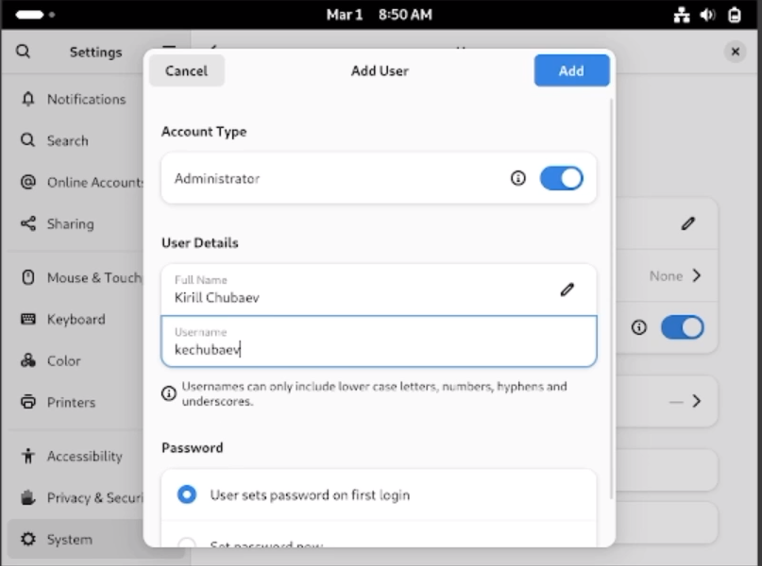 Mar 1 8:50 AM
Settings
Notifications
Search
Online Accounts
Sharing
Mouse & Touch
Keyboard
Color
Printers
Accessibility
Privacy & Securi
System
Cancel
Add User
Add
Account Type
Administrator
User Details
Full Name
Kirill Chubaev
Username
kechubaev
Usernames can only include lower case letters, numbers, hyphens and
underscores.
Password
User sets password on first login
Set password now
None
—